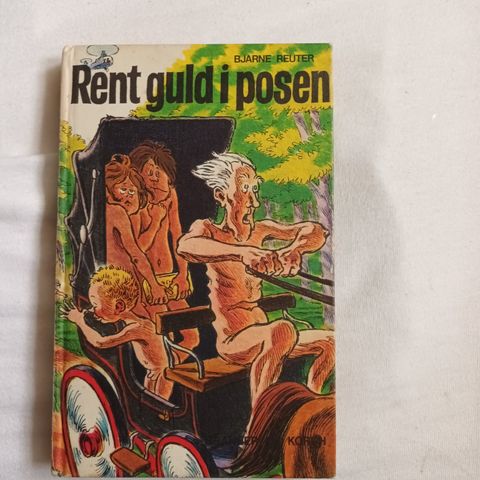 BJARNE REUTER
Rent guld i posen